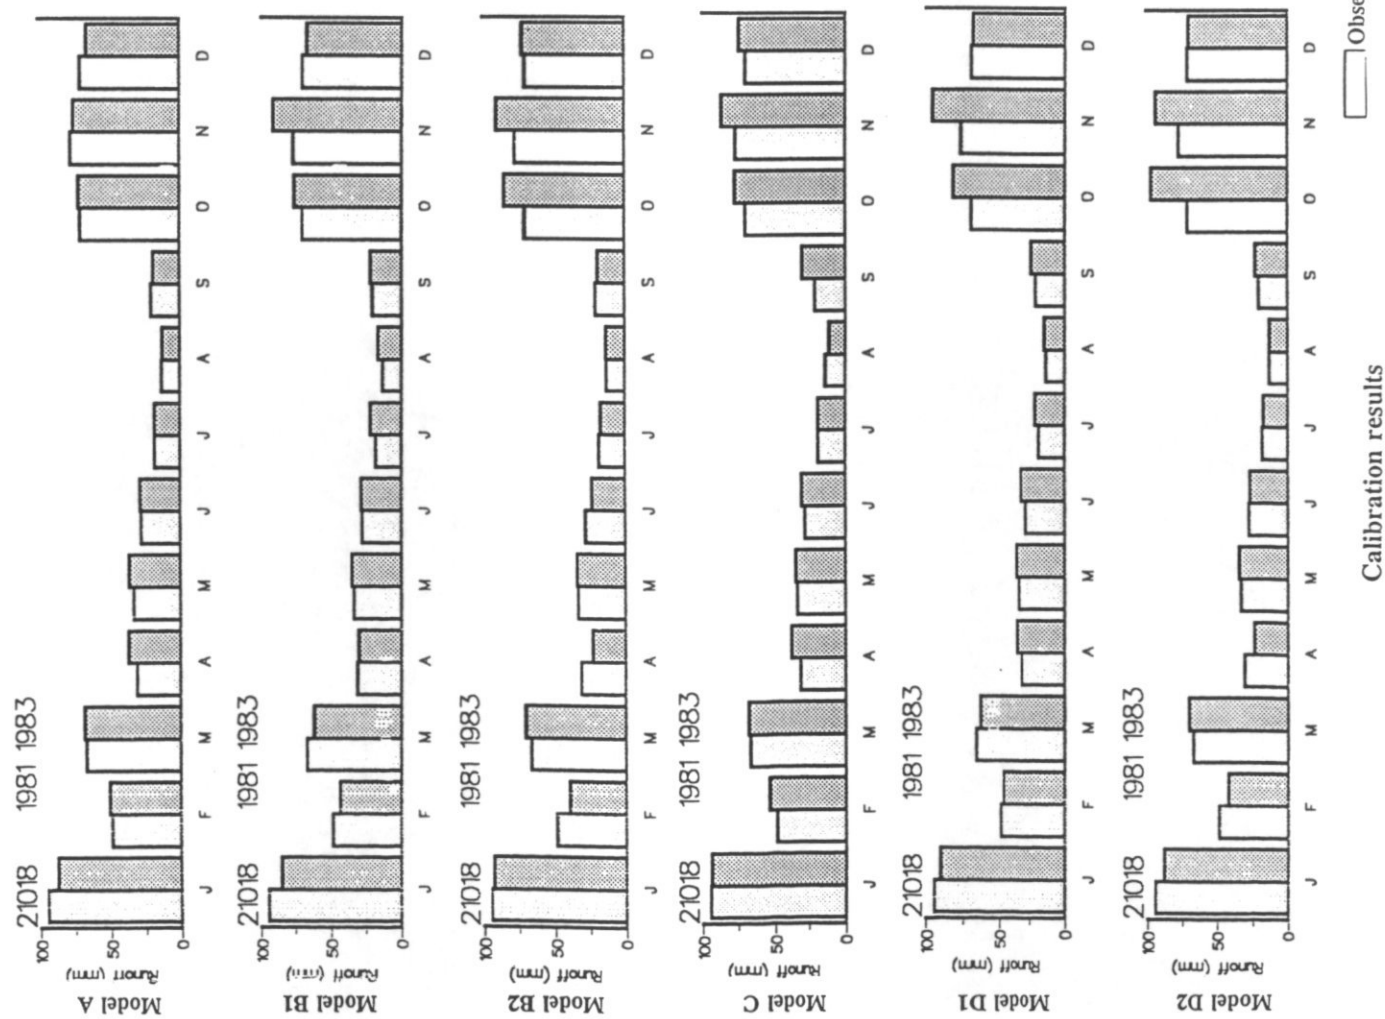 Model A
Runoff (mm)
100
50
0
21018 1981 1983
J F M A M J J A S O N D
Model B1
Runoff (mm)
100
50
0
21018 1981 1983
J F M A M J J A S O N D
Model B2
Runoff (mm)
100
50
0
21018 1981 1983
J F M A M J J A S O N D
Model C
Runoff (mm)
100
50
0
21018 1981 1983
J F M A M J J A S O N D
Model D1
Runoff (mm)
100
50
0
21018 1981 1983
J F M A M J J A S O N D
Model D2
Runoff (mm)
100
50
0
21018 1981 1983
J F M A M J J A S O N D
Obse
Calibration results